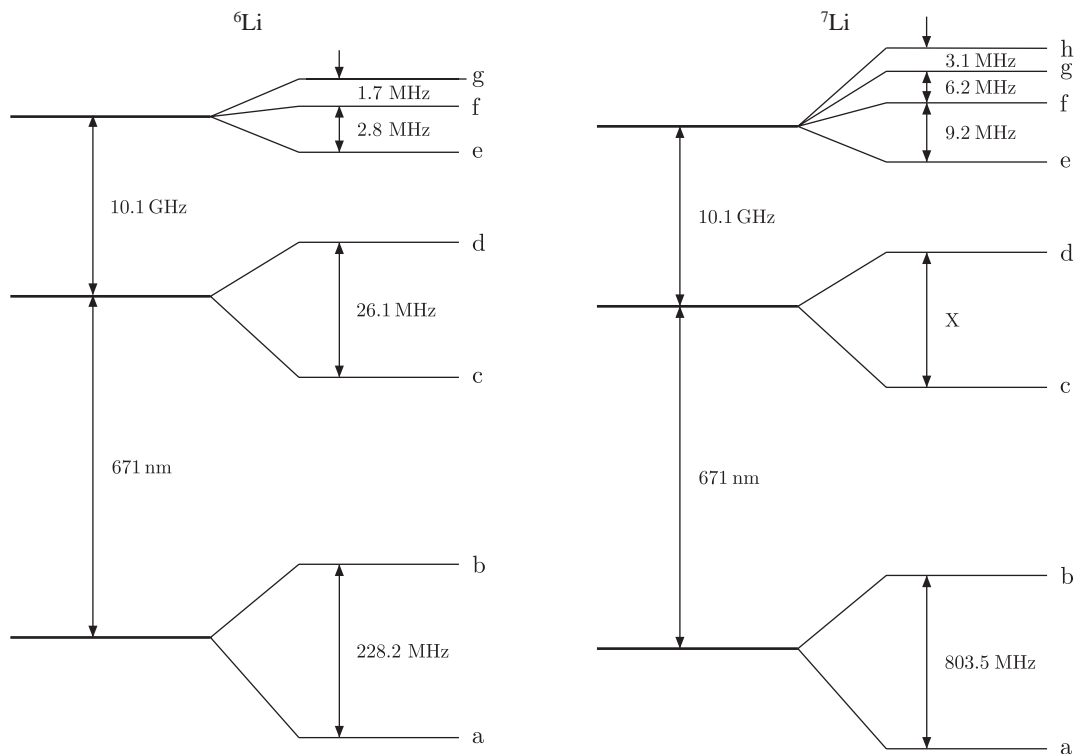 ⁶Li
g
1.7 MHz
f
2.8 MHz
e
10.1 GHz
d
26.1 MHz
c
671 nm
b
228.2 MHz
a
⁷Li
h
3.1 MHz
g
6.2 MHz
f
9.2 MHz
e
10.1 GHz
d
X
c
671 nm
b
803.5 MHz
a